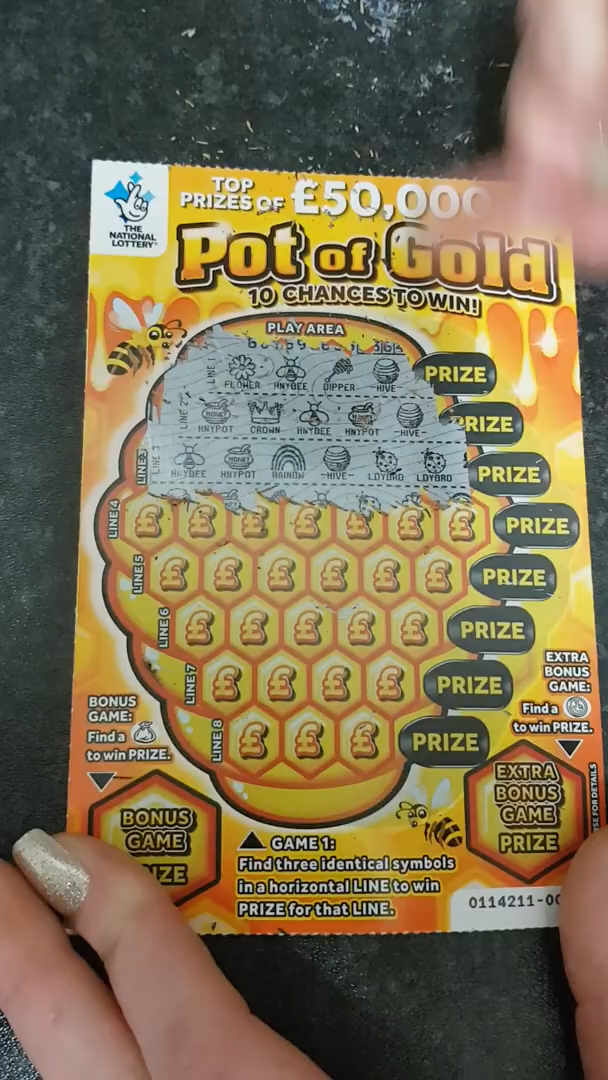 TOP
PRIZES OF £50,000
THE
NATIONAL
LOTTERY
Pot of Gold
10 CHANCES TO WIN!
PLAY AREA
LINE 1 FLOWER HNYBEE DIPPER HIVE PRIZE
LINE 2 HNYPOT CROWN HNYBEE HNYPOT HIVE PRIZE
LINE 3 HNYBEE HNYPOT RAINBW HIVE LDYBRD LDYBRD PRIZE
LINE 4 £ £ £ £ £ £ £ PRIZE
LINE 5 £ £ £ £ £ £ PRIZE
LINE 6 £ £ £ £ £ PRIZE
LINE 7 £ £ £ £ PRIZE
LINE 8 £ £ £ PRIZE
BONUS
GAME:
Find a
to win PRIZE.
EXTRA
BONUS
GAME:
Find a
to win PRIZE.
BONUS
GAME
EXTRA
BONUS
GAME
PRIZE
GAME 1:
Find three identical symbols
in a horizontal LINE to win
PRIZE for that LINE.
FOR DETAILS
0114211-00